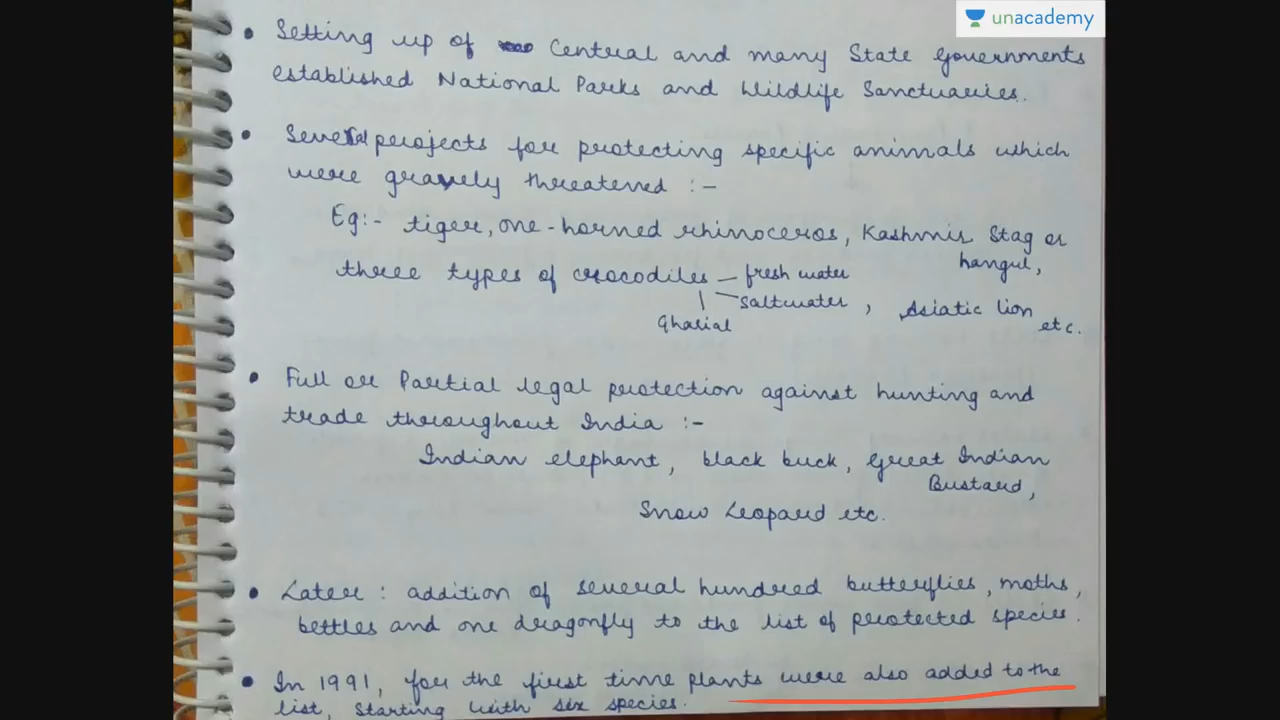 unacademy
• Setting up of Central and many State Governments
established National Parks and Wildlife Sanctuaries.
• Several projects for protecting specific animals which
were gravely threatened :-
Eg:- tiger, one-horned rhinoceros, Kashmir Stag or
hangul,
three types of crocodiles – fresh water
saltwater , Asiatic lion
Gharial etc.
• Full or Partial legal protection against hunting and
trade throughout India :-
Indian elephant, black buck, Great Indian
Bustard,
Snow Leopard etc.
• Later : addition of several hundred butterflies, moths,
bettles and one dragonfly to the list of protected species.
• In 1991, for the first time plants were also added to the
list, starting with six species.